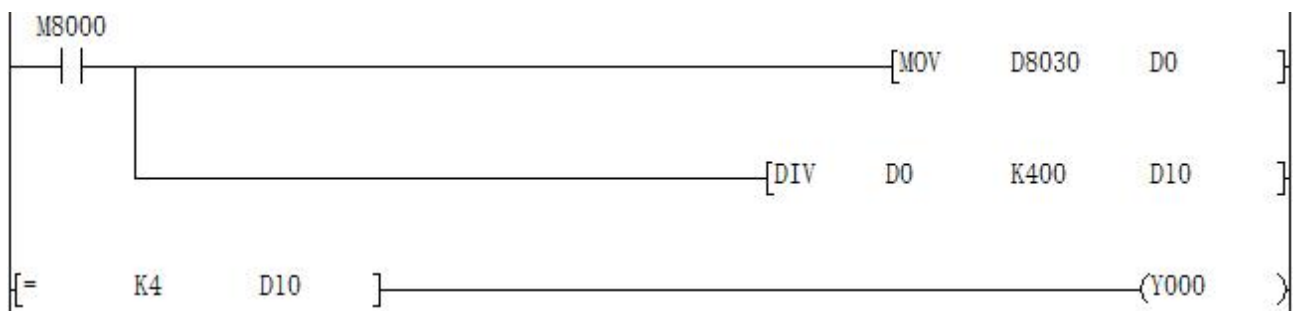 M8000
[MOV D8030 D0 ]
[DIV D0 K400 D10 ]
[= K4 D10 ] (Y000 )